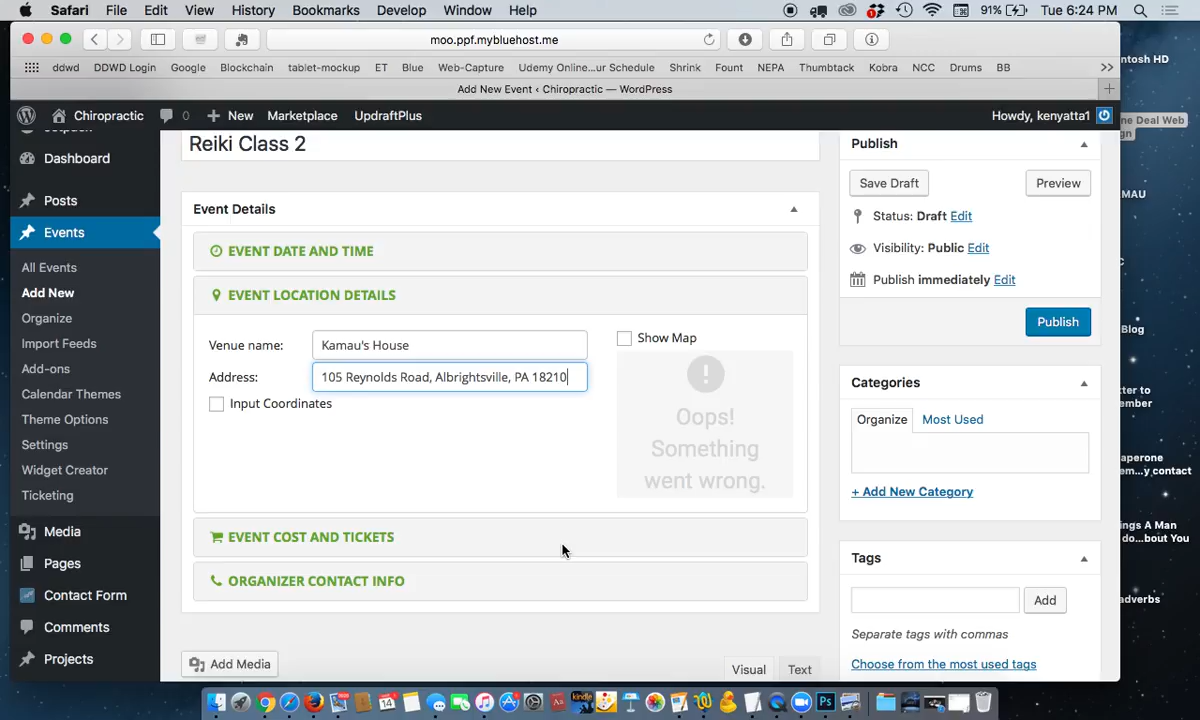 Safari File Edit View History Bookmarks Develop Window Help 91% Tue 6:24 PM
moo.ppf.mybluehost.me
ddwd DDWD Login Google Blockchain tablet-mockup ET Blue Web-Capture Udemy Online...ur Schedule Shrink Fount NEPA Thumbtack Kobra NCC Drums BB
Add New Event ‹ Chiropractic — WordPress
Chiropractic 0 New Marketplace UpdraftPlus Howdy, kenyatta1
Dashboard
Posts
Events
All Events
Add New
Organize
Import Feeds
Add-ons
Calendar Themes
Theme Options
Settings
Widget Creator
Ticketing
Media
Pages
Contact Form
Comments
Projects
Reiki Class 2
Event Details
EVENT DATE AND TIME
EVENT LOCATION DETAILS
Venue name: Kamau's House
Address: 105 Reynolds Road, Albrightsville, PA 18210
Input Coordinates
Show Map
Oops!
Something
went wrong.
EVENT COST AND TICKETS
ORGANIZER CONTACT INFO
Add Media
Visual Text
Publish
Save Draft Preview
Status: Draft Edit
Visibility: Public Edit
Publish immediately Edit
Publish
Categories
Organize Most Used
+ Add New Category
Tags
Add
Separate tags with commas
Choose from the most used tags
ntosh HD
ne Deal Web
gn
MAU
Blog
tter to
ember
aperone
em...y contact
ings A Man
do...bout You
adverbs
14
kindle